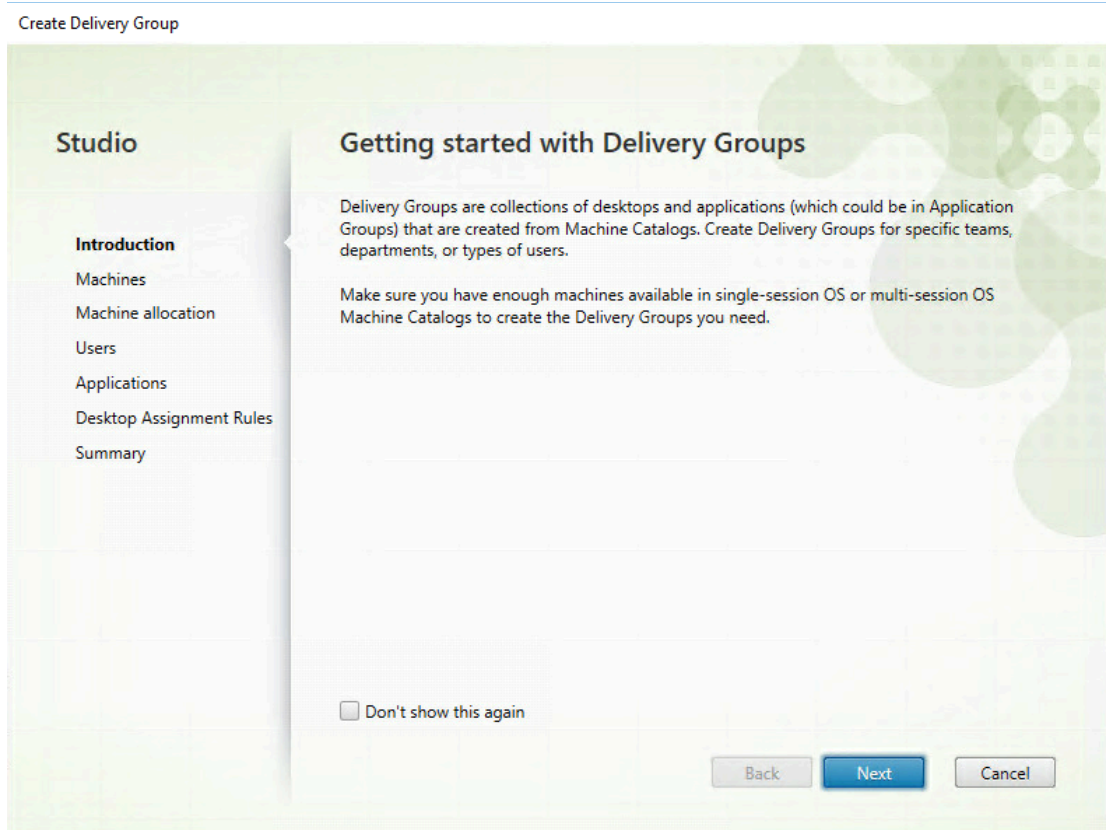 Create Delivery Group
Studio
Introduction
Machines
Machine allocation
Users
Applications
Desktop Assignment Rules
Summary
Getting started with Delivery Groups
Delivery Groups are collections of desktops and applications (which could be in Application
Groups) that are created from Machine Catalogs. Create Delivery Groups for specific teams,
departments, or types of users.
Make sure you have enough machines available in single-session OS or multi-session OS
Machine Catalogs to create the Delivery Groups you need.
Don't show this again
Back
Next
Cancel